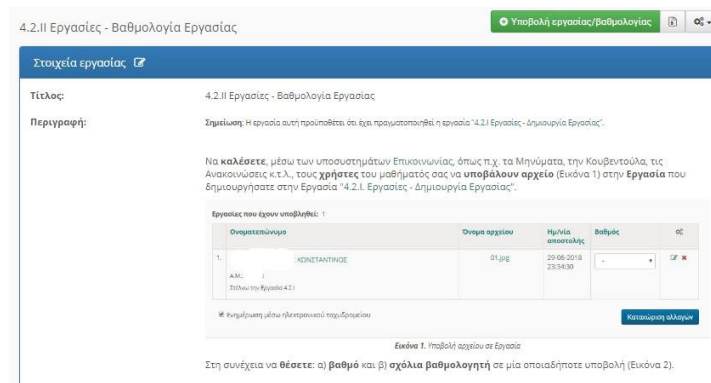 4.2.II Εργασίες - Βαθμολογία Εργασίας
Υποβολή εργασίας/βαθμολογίας
Στοιχεία εργασίας
Τίτλος: 4.2.II Εργασίες - Βαθμολογία Εργασίας
Περιγραφή: Σημείωση: Η εργασία αυτή προϋποθέτει ότι έχει πραγματοποιηθεί η εργασία "4.2.I Εργασίες - Δημιουργία Εργασίας".
Να καλέσετε, μέσω των υποσυστημάτων Επικοινωνίας, όπως π.χ. τα Μηνύματα, την Κουβεντούλα, τις
Ανακοινώσεις κ.τ.λ., τους χρήστες του μαθήματός σας να υποβάλουν αρχείο (Εικόνα 1) στην Εργασία που
δημιουργήσατε στην Εργασία "4.2.I. Εργασίες - Δημιουργία Εργασίας".
Εργασίες που έχουν υποβληθεί: 1
Ονοματεπώνυμο Όνομα αρχείου Ημ/νία Βαθμός
αποστολής
1. ΚΩΝΣΤΑΝΤΙΝΟΣ 01.jpg 29-06-2018 -
23:34:30
Α.Μ.:
Στέλνω την Εργασία 4.2.I
Ενημέρωση μέσω ηλεκτρονικού ταχυδρομείου Καταχώριση αλλαγών
Εικόνα 1. Υποβολή αρχείου σε Εργασία
Στη συνέχεια να θέσετε: α) βαθμό και β) σχόλια βαθμολογητή σε μία οποιαδήποτε υποβολή (Εικόνα 2).